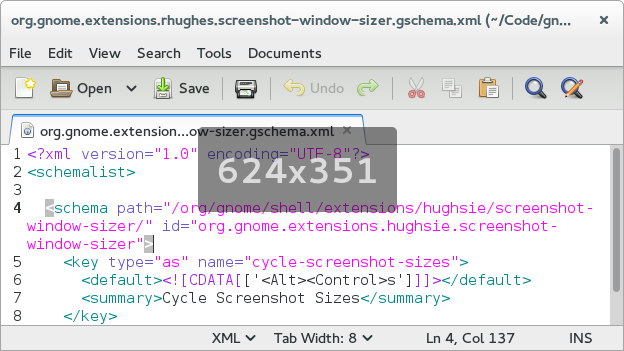 org.gnome.extensions.rhughes.screenshot-window-sizer.gschema.xml (~/Code/gn...
File Edit View Search Tools Documents
Open Save Undo
org.gnome.extension...ow-sizer.gschema.xml
624x351
1 <?xml version="1.0" encoding="UTF-8"?>
2 <schemalist>
3
4 <schema path="/org/gnome/shell/extensions/hughsie/screenshot-
window-sizer/" id="org.gnome.extensions.hughsie.screenshot-
window-sizer">
5 <key type="as" name="cycle-screenshot-sizes">
6 <default><![CDATA[['<Alt><Control>s']]]></default>
7 <summary>Cycle Screenshot Sizes</summary>
8 </key>
XML Tab Width: 8 Ln 4, Col 137 INS